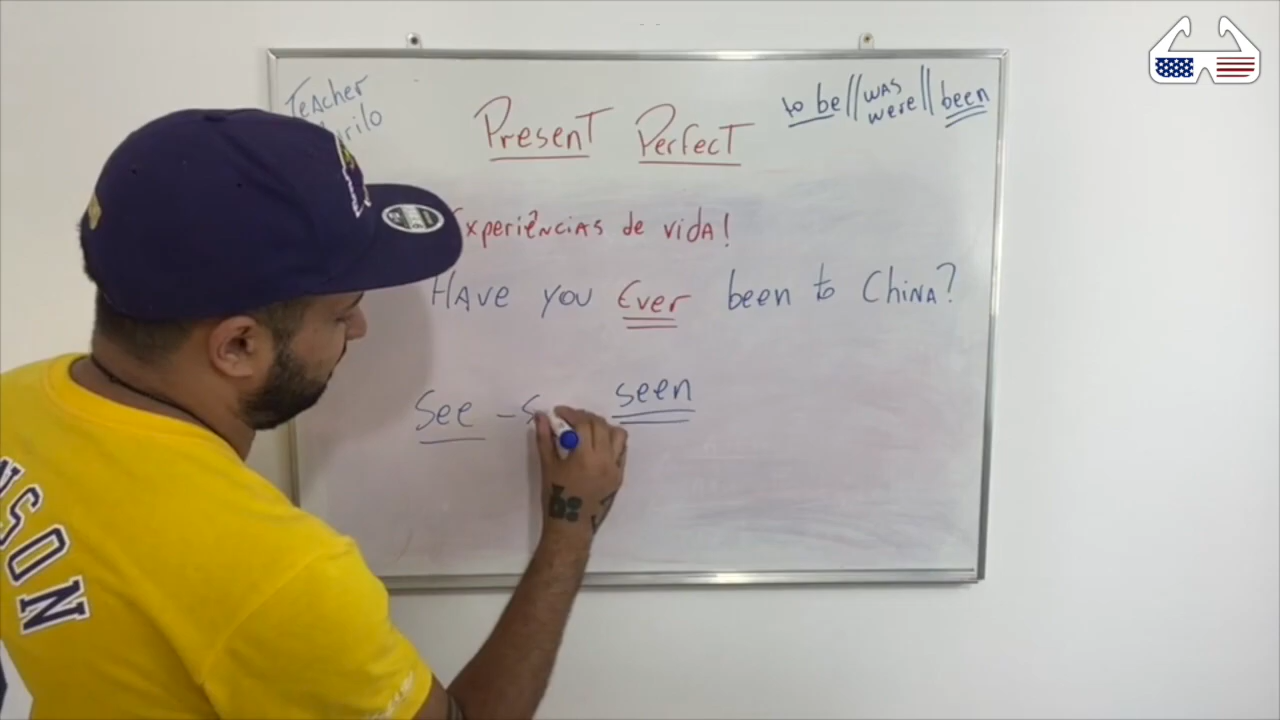 Teacher
to be || was were || been
Present Perfect
Experiências de vida!
Have you Ever been to China?
See - S seen
NSON